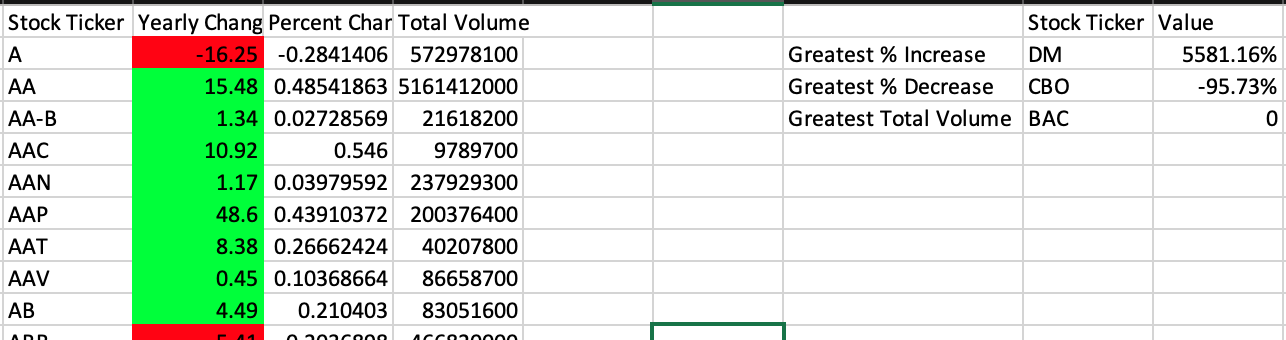 Stock Ticker Yearly Chang Percent Char Total Volume Stock Ticker Value
A -16.25 -0.2841406 572978100 Greatest % Increase DM 5581.16%
AA 15.48 0.48541863 5161412000 Greatest % Decrease CBO -95.73%
AA-B 1.34 0.02728569 21618200 Greatest Total Volume BAC 0
AAC 10.92 0.546 9789700
AAN 1.17 0.03979592 237929300
AAP 48.6 0.43910372 200376400
AAT 8.38 0.26662424 40207800
AAV 0.45 0.10368664 86658700
AB 4.49 0.210403 83051600